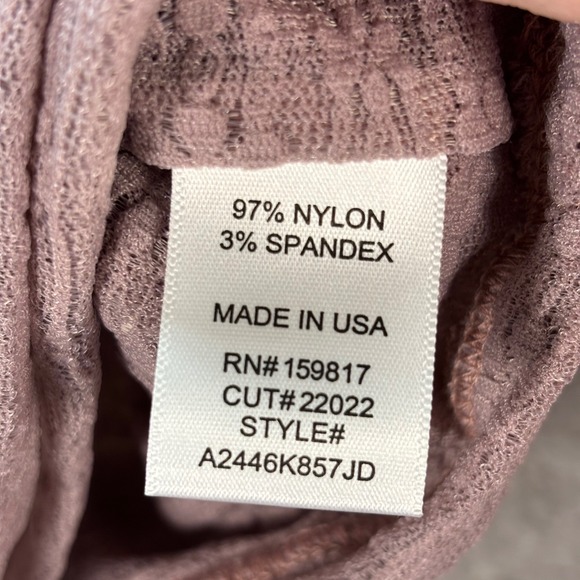 97% NYLON
3% SPANDEX
MADE IN USA
RN# 159817
CUT# 22022
STYLE#
A2446K857JD